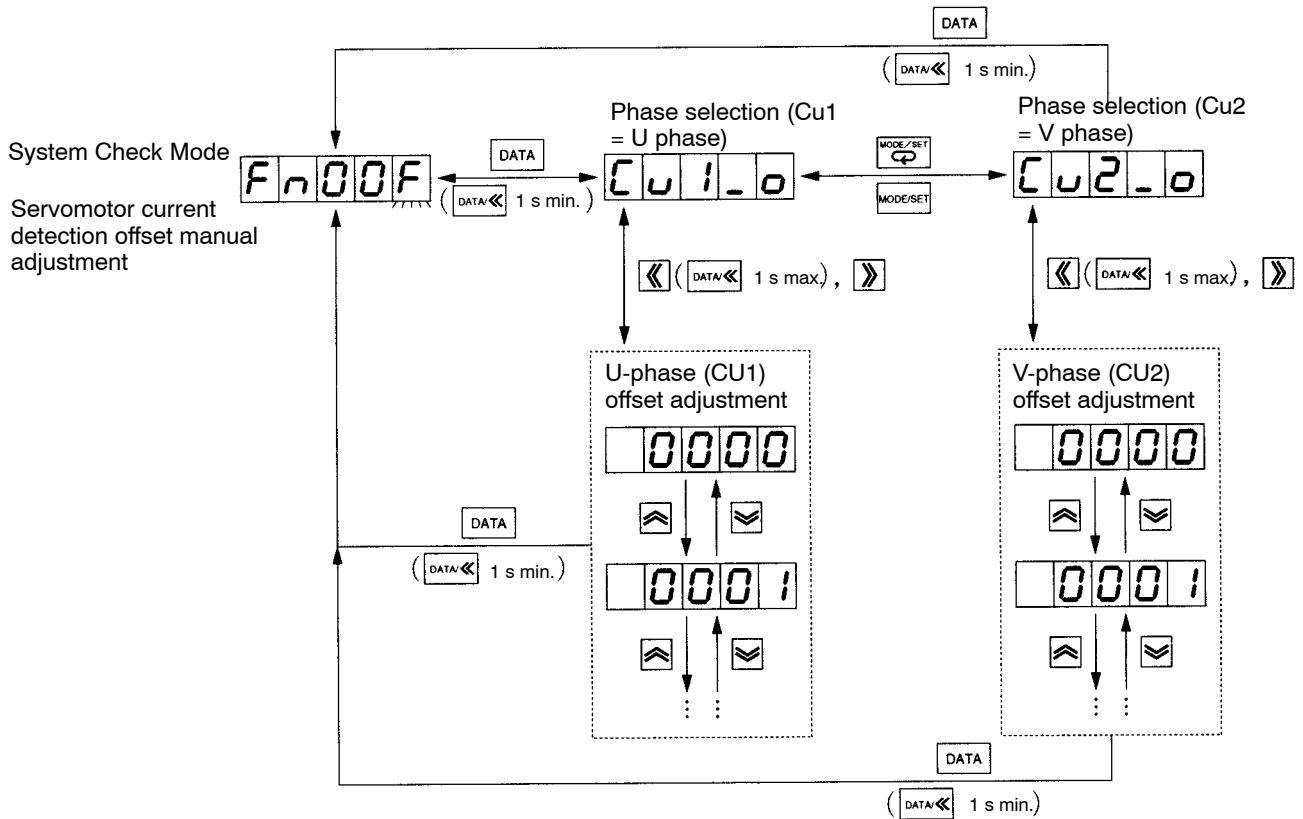 DATA
(DATA/≪ 1 s min.)
Phase selection (Cu1
= U phase)
Phase selection (Cu2
= V phase)
System Check Mode
Fn00F
DATA
(DATA/≪ 1 s min.)
Cu1_o
MODE/SET
MODE/SET
Cu2_o
Servomotor current
detection offset manual
adjustment
≪ (DATA/≪ 1 s max.), ≫
≪ (DATA/≪ 1 s max.), ≫
U-phase (CU1)
offset adjustment
0000
0001
V-phase (CU2)
offset adjustment
0000
0001
DATA
(DATA/≪ 1 s min.)
DATA
(DATA/≪ 1 s min.)